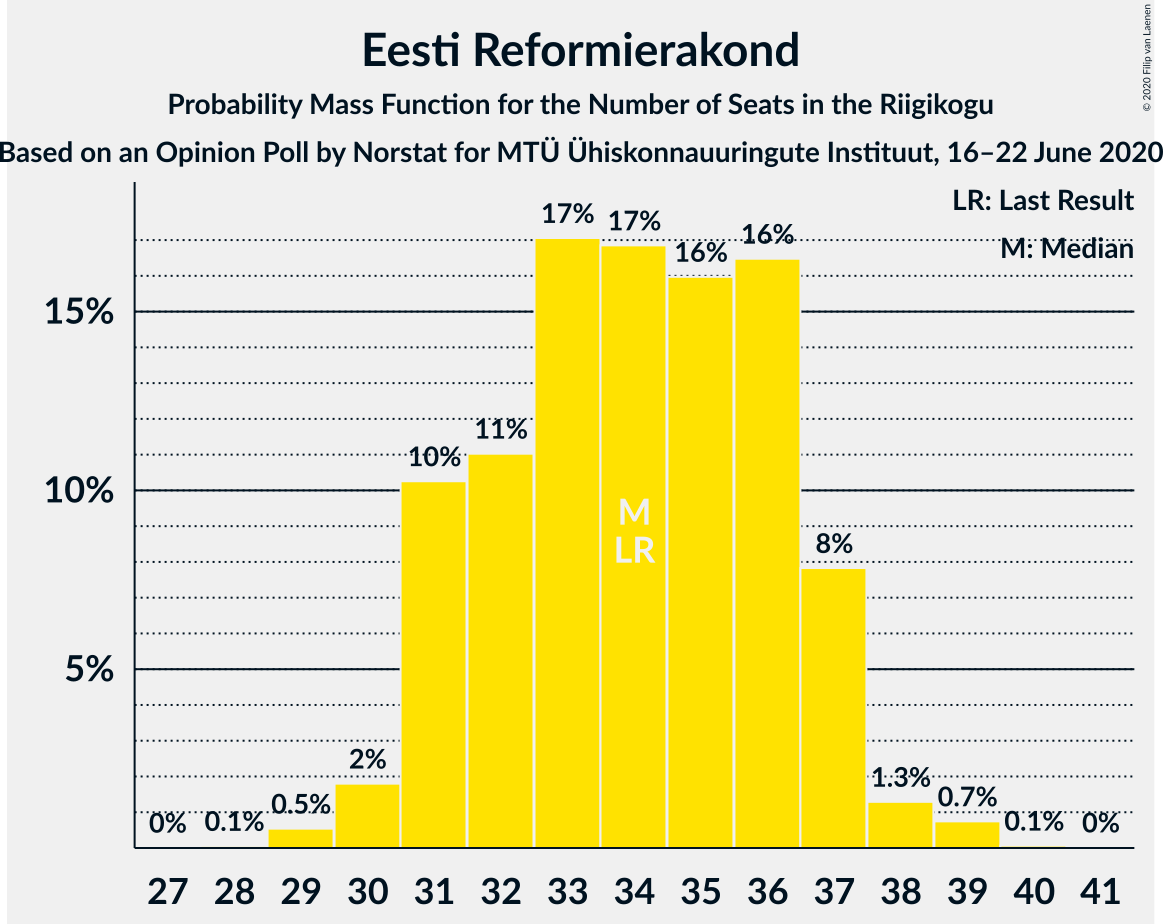 Eesti Reformierakond
Probability Mass Function for the Number of Seats in the Riigikogu
Based on an Opinion Poll by Norstat for MTÜ Ühiskonnauuringute Instituut, 16–22 June 2020
© 2020 Filip van Laenen
LR: Last Result
M: Median
17%
17%
16%
16%
15%
11%
10%
10%
M
LR
8%
5%
2%
1.3%
0.5%
0.7%
0%
0.1%
0.1%
0%
27 28 29 30 31 32 33 34 35 36 37 38 39 40 41